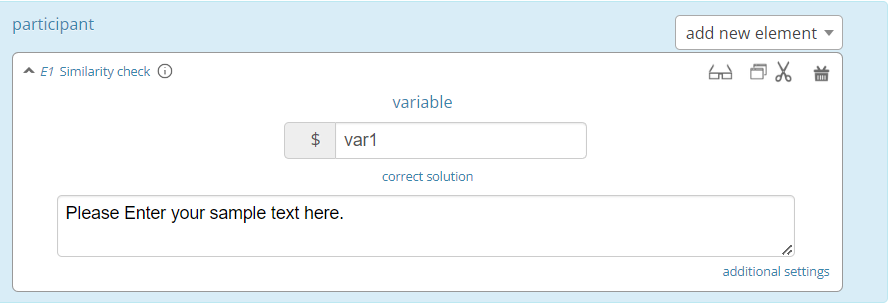 participant
add new element
E1 Similarity check
variable
$ var1
correct solution
Please Enter your sample text here.
additional settings